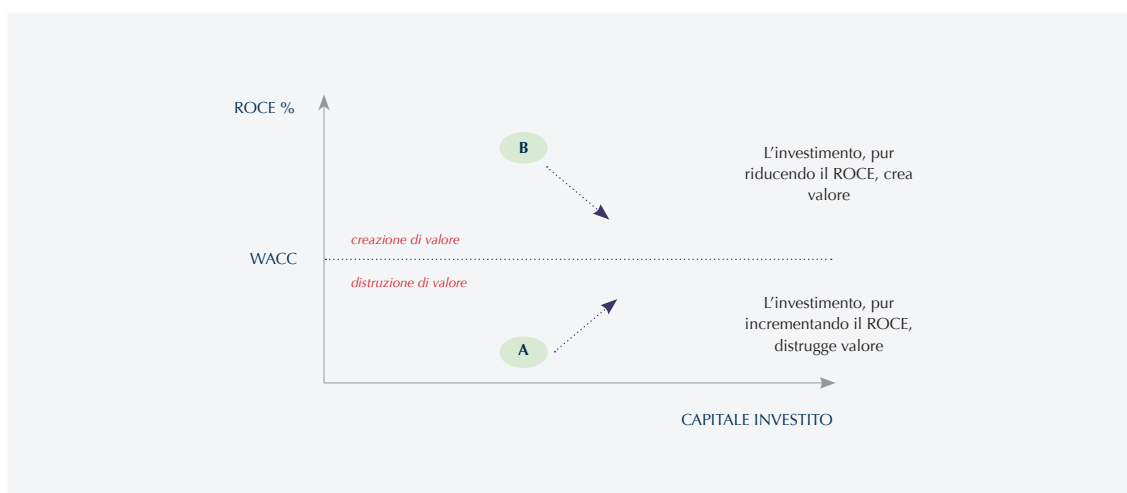 ROCE %
B
L’investimento, pur
riducendo il ROCE, crea
valore
creazione di valore
WACC
distruzione di valore
L’investimento, pur
incrementando il ROCE,
distrugge valore
A
CAPITALE INVESTITO